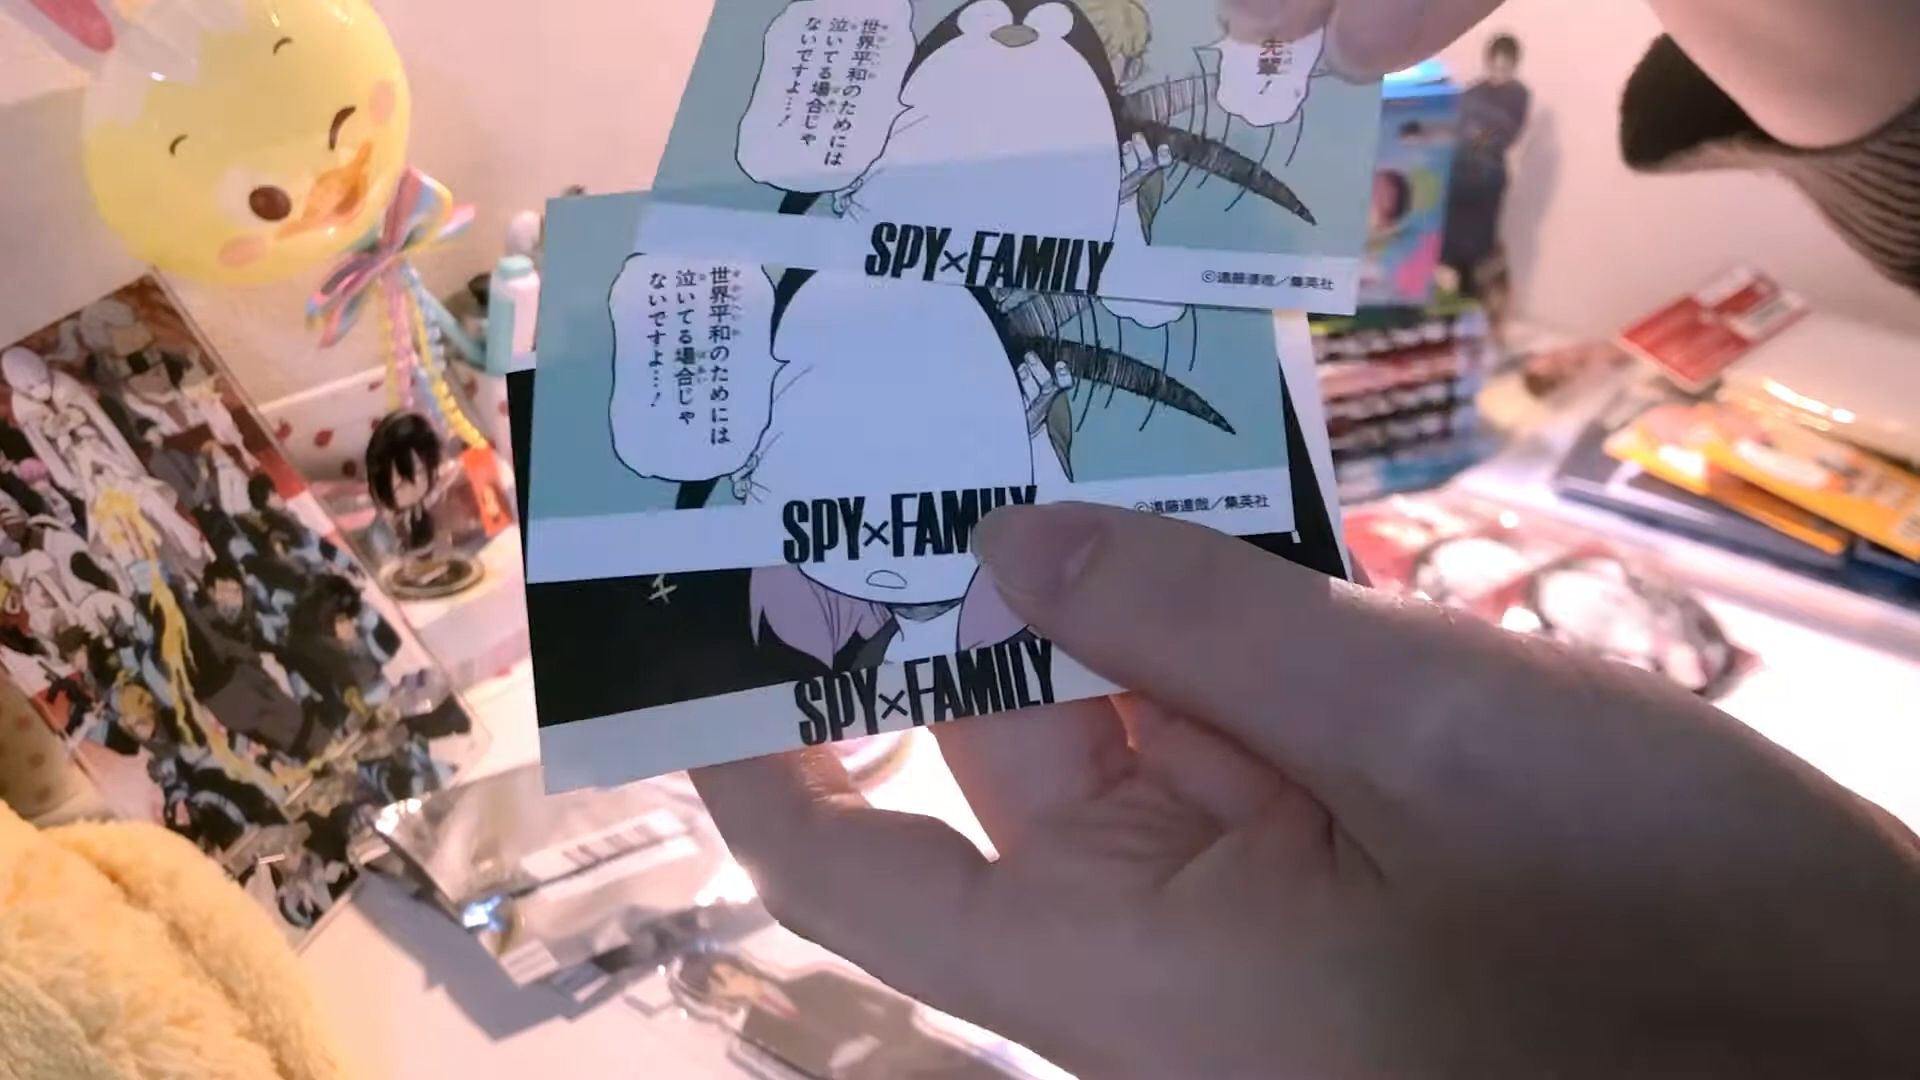 世界平和のためには
泣いてる場合じゃ
ないですよ…!
先輩!
SPY×FAMILY
©遠藤達哉/集英社
世界平和のためには
泣いてる場合じゃ
ないですよ…!
SPY×FAMILY
©遠藤達哉/集英社
SPY×FAMILY